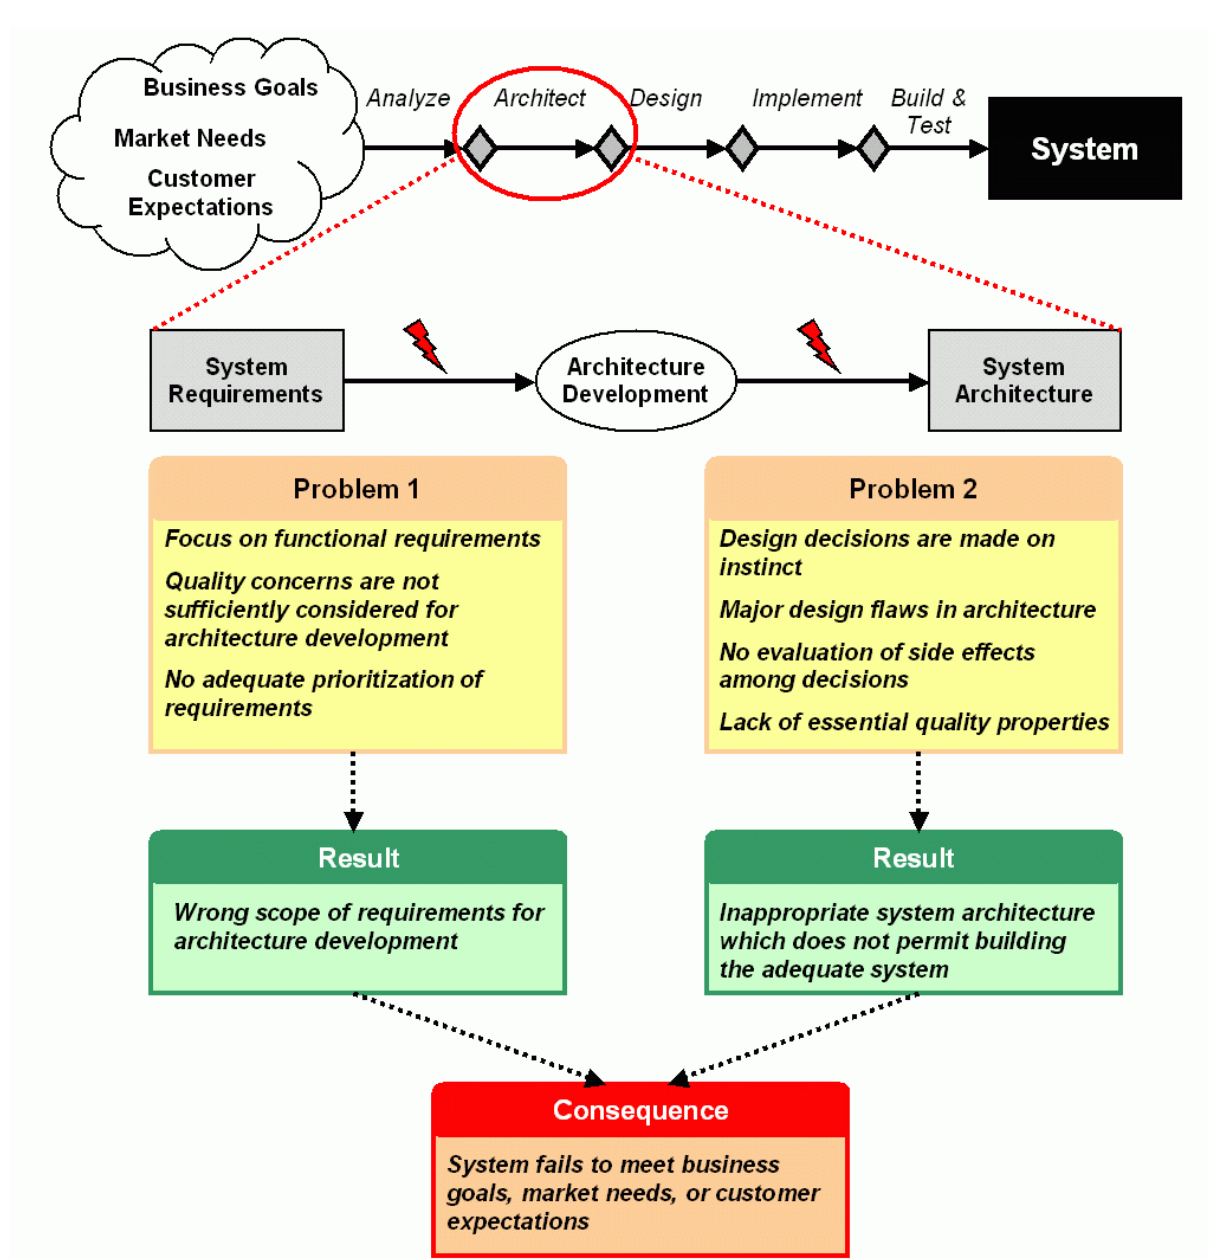 Business Goals
Market Needs
Customer
Expectations
Analyze
Architect
Design
Implement
Build &
Test
System
System
Requirements
Architecture
Development
System
Architecture
Problem 1
Focus on functional requirements
Quality concerns are not
sufficiently considered for
architecture development
No adequate prioritization of
requirements
Problem 2
Design decisions are made on
instinct
Major design flaws in architecture
No evaluation of side effects
among decisions
Lack of essential quality properties
Result
Wrong scope of requirements for
architecture development
Result
Inappropriate system architecture
which does not permit building
the adequate system
Consequence
System fails to meet business
goals, market needs, or customer
expectations